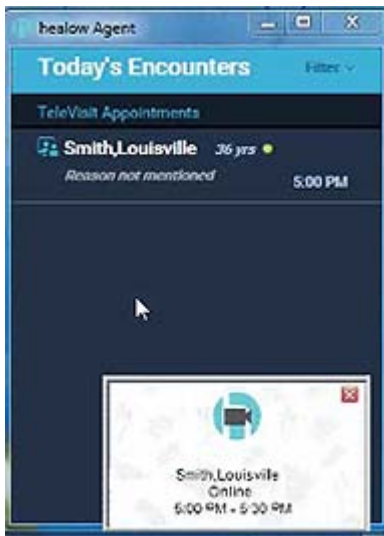 healow Agent
Today's Encounters
Filter
TeleVisit Appointments
Smith,Louisville 36 yrs
Reason not mentioned
5:00 PM
Smith,Louisville
Online
5:00 PM - 5:30 PM